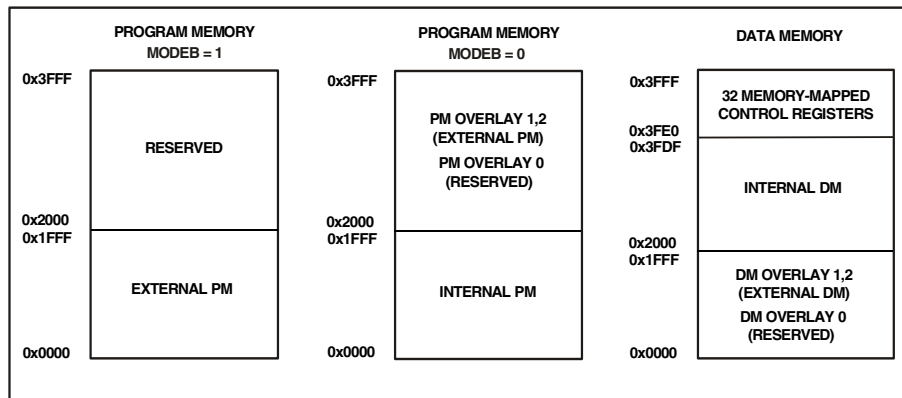 PROGRAM MEMORY
MODEB = 1
0x3FFF
RESERVED
0x2000
0x1FFF
EXTERNAL PM
0x0000
PROGRAM MEMORY
MODEB = 0
0x3FFF
PM OVERLAY 1,2
(EXTERNAL PM)
PM OVERLAY 0
(RESERVED)
0x2000
0x1FFF
INTERNAL PM
0x0000
DATA MEMORY
0x3FFF
32 MEMORY-MAPPED
CONTROL REGISTERS
0x3FE0
0x3FDF
INTERNAL DM
0x2000
0x1FFF
DM OVERLAY 1,2
(EXTERNAL DM)
DM OVERLAY 0
(RESERVED)
0x0000